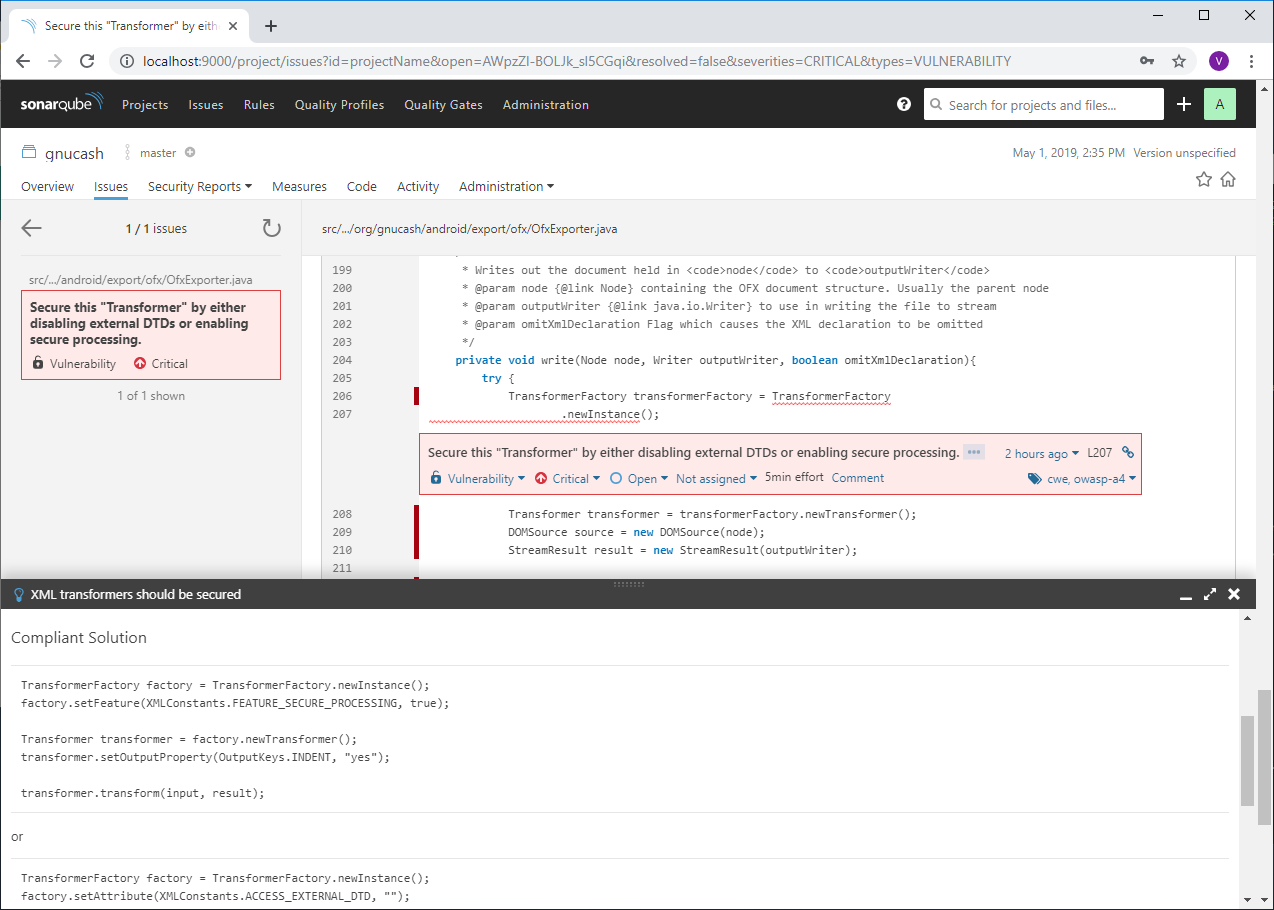 Secure this "Transformer" by eith
localhost:9000/project/issues?id=projectName&open=AWpzZI-BOLJk_sI5CGqi&resolved=false&severities=CRITICAL&types=VULNERABILITY
V
sonarqube Projects Issues Rules Quality Profiles Quality Gates Administration
? Search for projects and files... A
gnucash master
May 1, 2019, 2:35 PM Version unspecified
Overview Issues Security Reports Measures Code Activity Administration
1 / 1 issues
src/.../org/gnucash/android/export/ofx/OfxExporter.java
src/.../android/export/ofx/OfxExporter.java
Secure this "Transformer" by either
disabling external DTDs or enabling
secure processing.
Vulnerability Critical
1 of 1 shown
199 * Writes out the document held in <code>node</code> to <code>outputWriter</code>
200 * @param node {@link Node} containing the OFX document structure. Usually the parent node
201 * @param outputWriter {@link java.io.Writer} to use in writing the file to stream
202 * @param omitXmlDeclaration Flag which causes the XML declaration to be omitted
203 */
204 private void write(Node node, Writer outputWriter, boolean omitXmlDeclaration){
205 try {
206 TransformerFactory transformerFactory = TransformerFactory
207 .newInstance();
Secure this "Transformer" by either disabling external DTDs or enabling secure processing. ••• 2 hours ago L207
Vulnerability Critical Open Not assigned 5min effort Comment cwe, owasp-a4
208 Transformer transformer = transformerFactory.newTransformer();
209 DOMSource source = new DOMSource(node);
210 StreamResult result = new StreamResult(outputWriter);
211
XML transformers should be secured
Compliant Solution
TransformerFactory factory = TransformerFactory.newInstance();
factory.setFeature(XMLConstants.FEATURE_SECURE_PROCESSING, true);
Transformer transformer = factory.newTransformer();
transformer.setOutputProperty(OutputKeys.INDENT, "yes");
transformer.transform(input, result);
or
TransformerFactory factory = TransformerFactory.newInstance();
factory.setAttribute(XMLConstants.ACCESS_EXTERNAL_DTD, "");